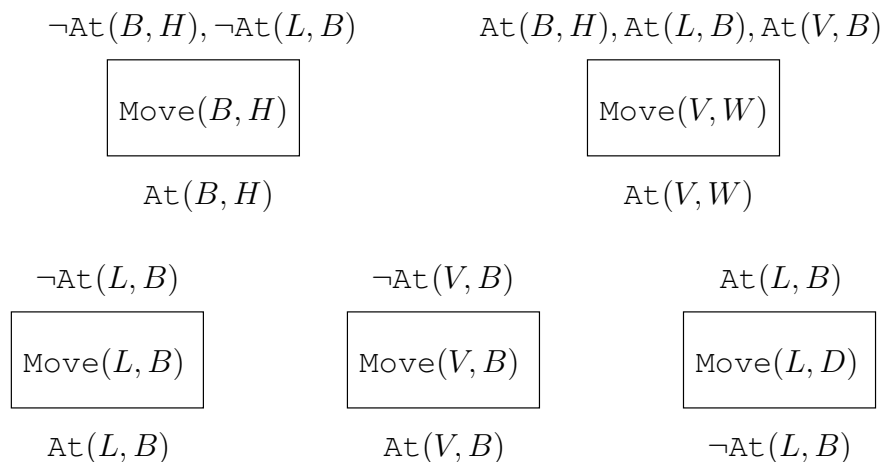 ¬At(B, H), ¬At(L, B) At(B, H), At(L, B), At(V, B)
Move(B, H) Move(V, W)
At(B, H) At(V, W)
¬At(L, B) ¬At(V, B) At(L, B)
Move(L, B) Move(V, B) Move(L, D)
At(L, B) At(V, B) ¬At(L, B)